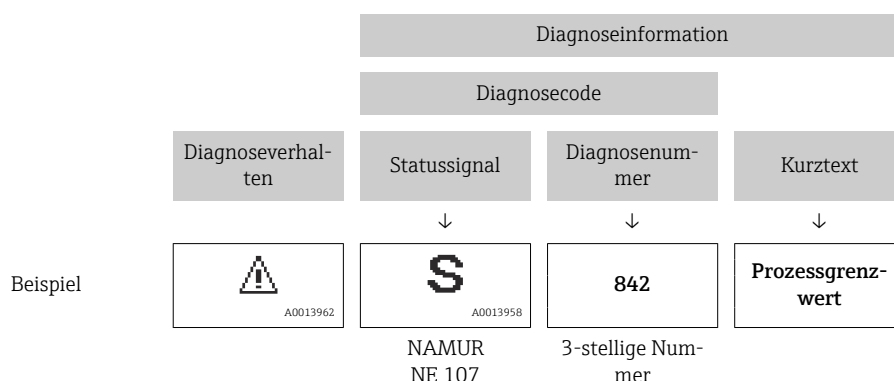 Diagnoseinformation
Diagnosecode
Diagnoseverhal-
ten
Statussignal
Diagnosenum-
mer
Kurztext
↓ ↓ ↓
Beispiel
A0013962
S
A0013958
842
Prozessgrenz-
wert
NAMUR
NE 107
3-stellige Num-
mer